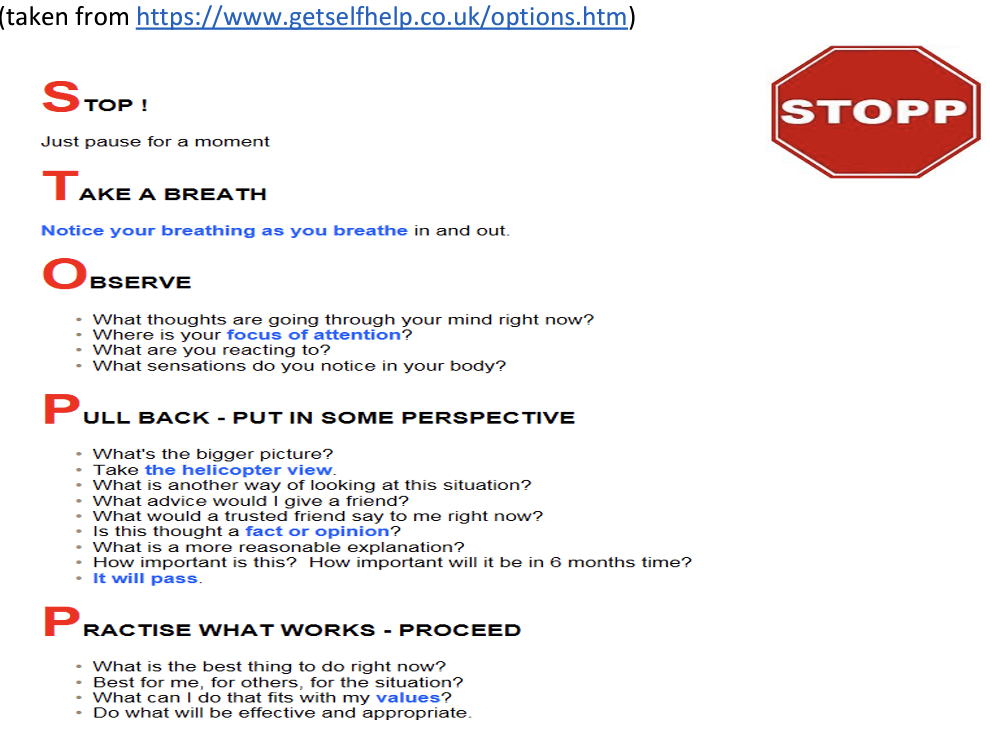 (taken from https://www.getselfhelp.co.uk/options.htm)
STOPP
STOP !
Just pause for a moment
TAKE A BREATH
Notice your breathing as you breathe in and out.
OBSERVE
• What thoughts are going through your mind right now?
• Where is your focus of attention?
• What are you reacting to?
• What sensations do you notice in your body?
PULL BACK - PUT IN SOME PERSPECTIVE
• What's the bigger picture?
• Take the helicopter view.
• What is another way of looking at this situation?
• What advice would I give a friend?
• What would a trusted friend say to me right now?
• Is this thought a fact or opinion?
• What is a more reasonable explanation?
• How important is this?  How important will it be in 6 months time?
• It will pass.
PRACTISE WHAT WORKS - PROCEED
• What is the best thing to do right now?
• Best for me, for others, for the situation?
• What can I do that fits with my values?
• Do what will be effective and appropriate.